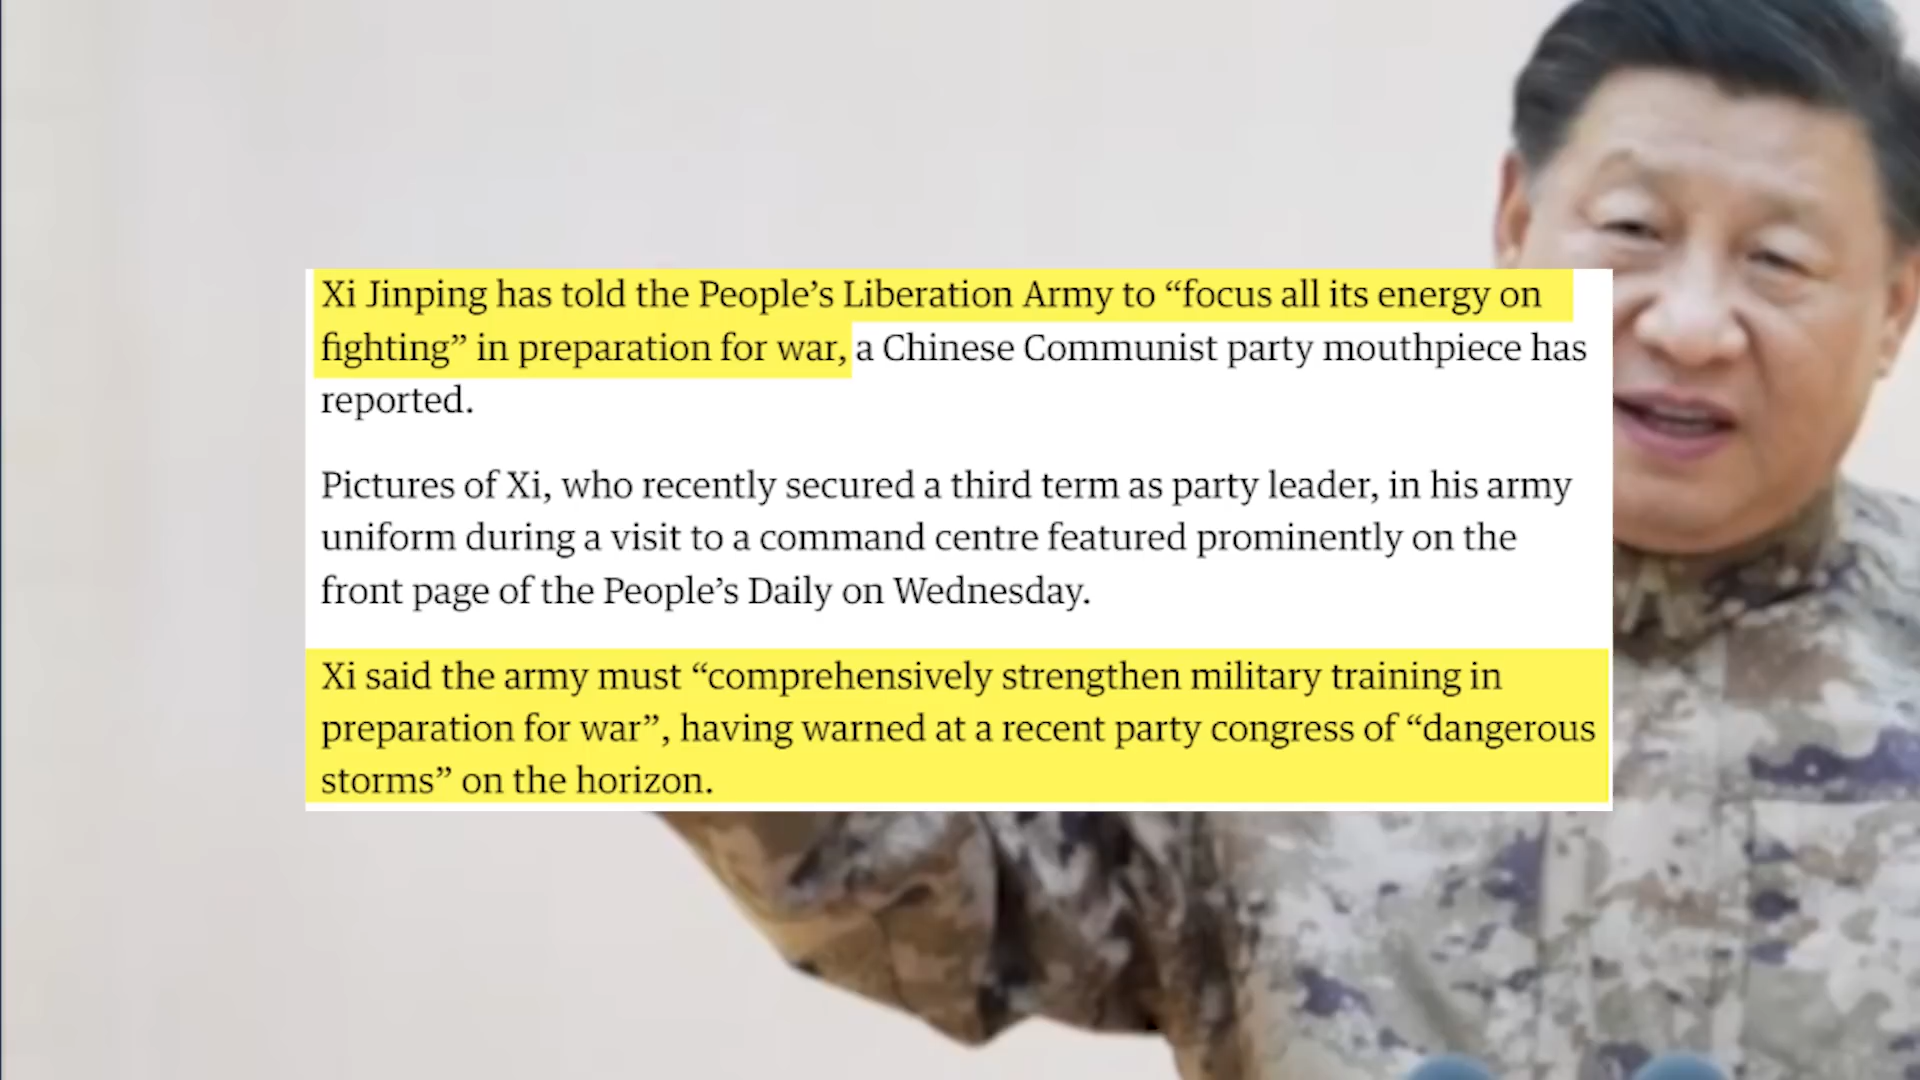 Xi Jinping has told the People’s Liberation Army to “focus all its energy on
fighting” in preparation for war, a Chinese Communist party mouthpiece has
reported.
Pictures of Xi, who recently secured a third term as party leader, in his army
uniform during a visit to a command centre featured prominently on the
front page of the People’s Daily on Wednesday.
Xi said the army must “comprehensively strengthen military training in
preparation for war”, having warned at a recent party congress of “dangerous
storms” on the horizon.